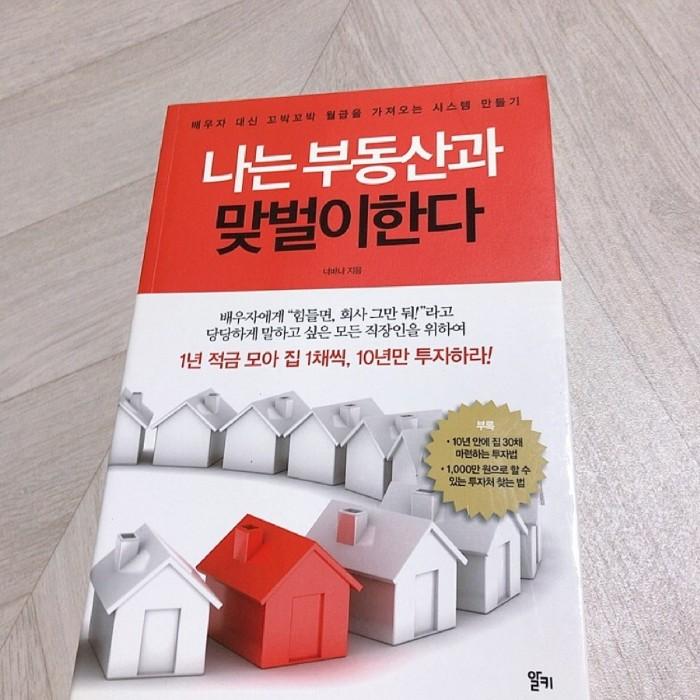 배우자 대신 꼬박꼬박 월급을 가져오는 시스템 만들기
나는 부동산과
맞벌이한다
너바나 지음
배우자에게 "힘들면, 회사 그만 둬!"라고
당당하게 말하고 싶은 모든 직장인을 위하여
1년 적금 모아 집 1채씩, 10년만 투자하라!
부록
• 10년 안에 집 30채
마련하는 투자법
• 1,000만 원으로 할 수
있는 투자처 찾는 법
알키